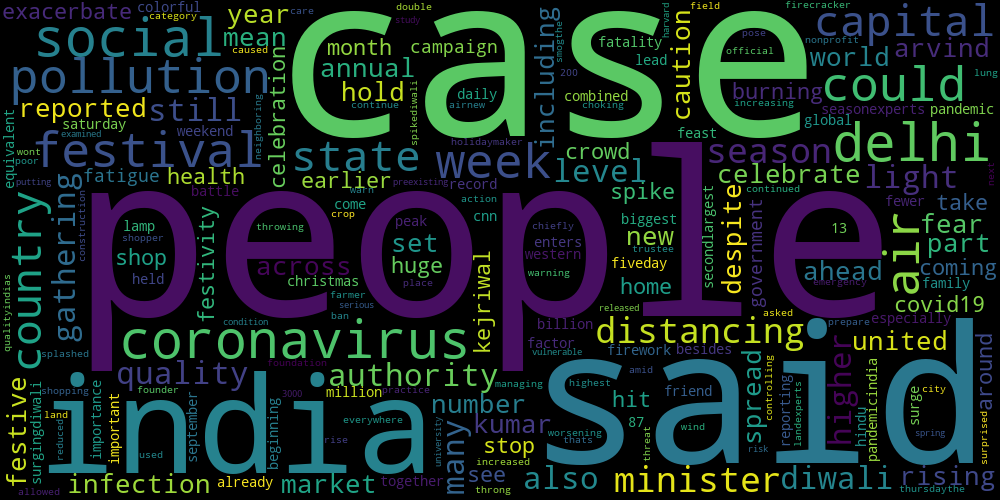 exacerbate
category
colorful
year
care
double
study
case
harvard
field
firecracker
capital
social
mean
caused
month
campaign
including
smogthe
fatality
pose
nonprofit
lung
pollution
annual
lead
official
caution
world
arvind
could
reported
still
celebration
hold
daily
200
combined
choking
increasing
burning
seasonexperts
pandemic
equivalent
saturday
weekend
neighboring
continue
spikediwali
airnew
feast
global
festival
state
week
holidaymaker
crowd
season
delhi
wont
examined
poor
fatigue
health
earlier
record
level
celebrate
light
fewer
take
putting
battle
preexisting
warn
action
spike
secondlargest
despite
continued
next
country
gathering
construction
lamp
shopper
festivity
throwing
come
crop
peak
cnn
people
chiefly
biggest
new
trustee
government
13
air
fear
part
shop
set
enters
western
held
across
huge
warning
fiveday
home
ahead
coming
family
christmas
farmer
serious
place
emergency
covid19
qualityindias
ban
kejriwal
billion
released
asked
prepare
especially
splashed
condition
coronavirus
factor
distancing
united
quality
foundation
authority
vulnerable
firework
besides
amid
controlling
landexperts
around
festive
shopping
founder
3000
practice
million
managing
highest
friend
said
higher
city
surge
land
surgingdiwali
importance
important
september
beginning
india
everywhere
number
hit
87
spread
reporting
hindu
pandemicindia
spring
surprised
reduced
used
rise
university
many
kumar
worsening
thats
threat
wind
stop
risk
allowed
infection
already
market
together
increased
see
throng
also
minister
diwali
rising
thursdaythe